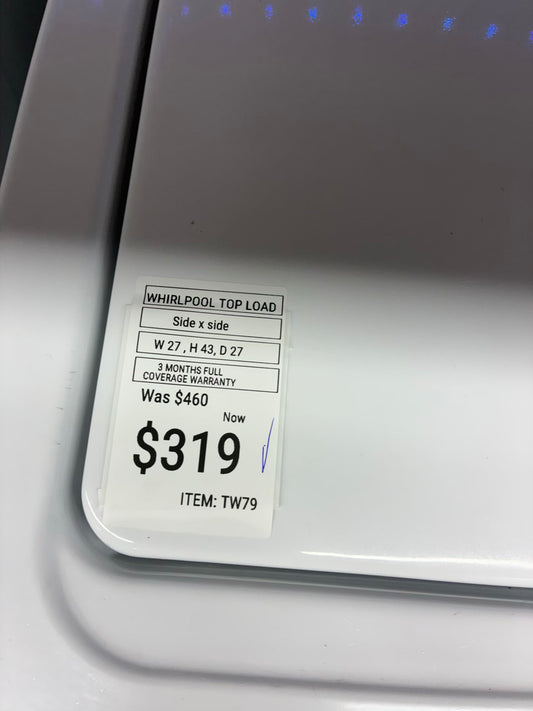 WHIRLPOOL TOP LOAD
Side x side
W 27 , H 43, D 27
3 MONTHS FULL
COVERAGE WARRANTY
Was $460
Now
$319
ITEM: TW79